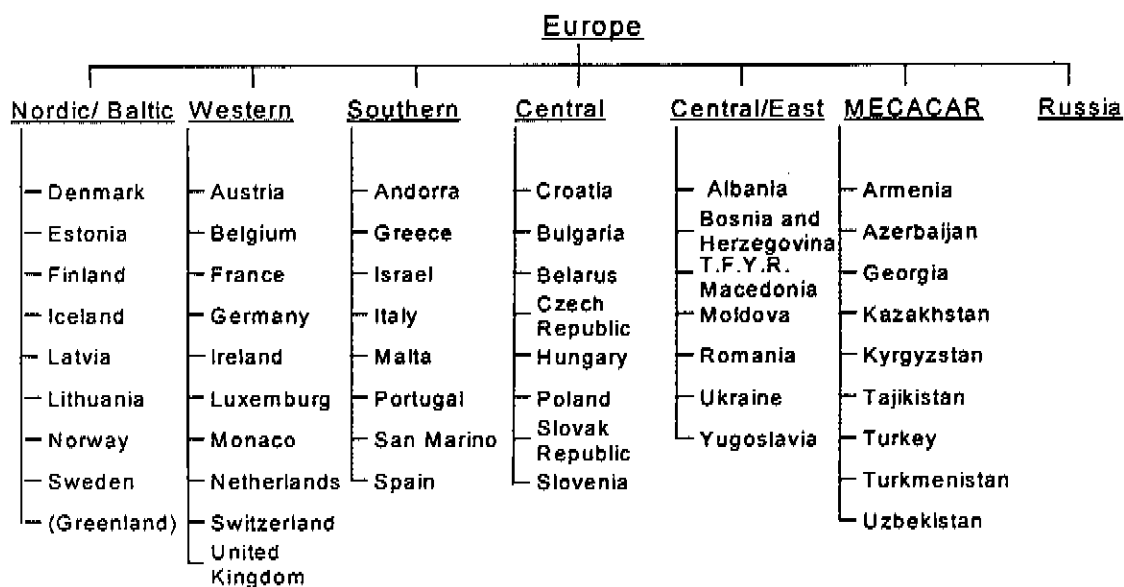 Europe
Nordic/ Baltic
Denmark
Estonia
Finland
Iceland
Latvia
Lithuania
Norway
Sweden
(Greenland)
Western
Austria
Belgium
France
Germany
Ireland
Luxemburg
Monaco
Netherlands
Switzerland
United
Kingdom
Southern
Andorra
Greece
Israel
Italy
Malta
Portugal
San Marino
Spain
Central
Croatia
Bulgaria
Belarus
Czech
Republic
Hungary
Poland
Slovak
Republic
Slovenia
Central/East
Albania
Bosnia and
Herzegovina
T.F.Y.R.
Macedonia
Moldova
Romania
Ukraine
Yugoslavia
MECACAR
Armenia
Azerbaijan
Georgia
Kazakhstan
Kyrgyzstan
Tajikistan
Turkey
Turkmenistan
Uzbekistan
Russia